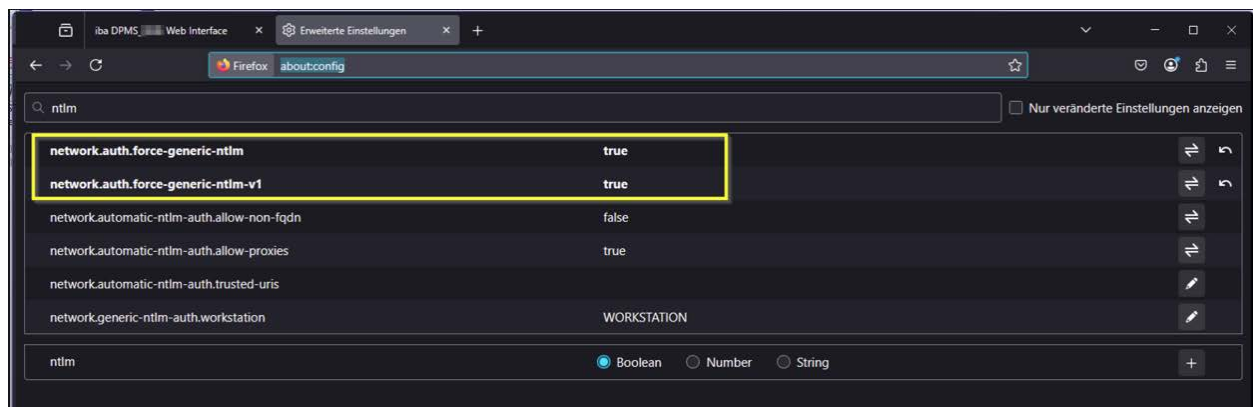 iba DPMS_ Web Interface Erweiterte Einstellungen
Firefox about:config
ntlm Nur veränderte Einstellungen anzeigen
network.auth.force-generic-ntlm true
network.auth.force-generic-ntlm-v1 true
network.automatic-ntlm-auth.allow-non-fqdn false
network.automatic-ntlm-auth.allow-proxies true
network.automatic-ntlm-auth.trusted-uris
network.generic-ntlm-auth.workstation WORKSTATION
ntlm Boolean Number String